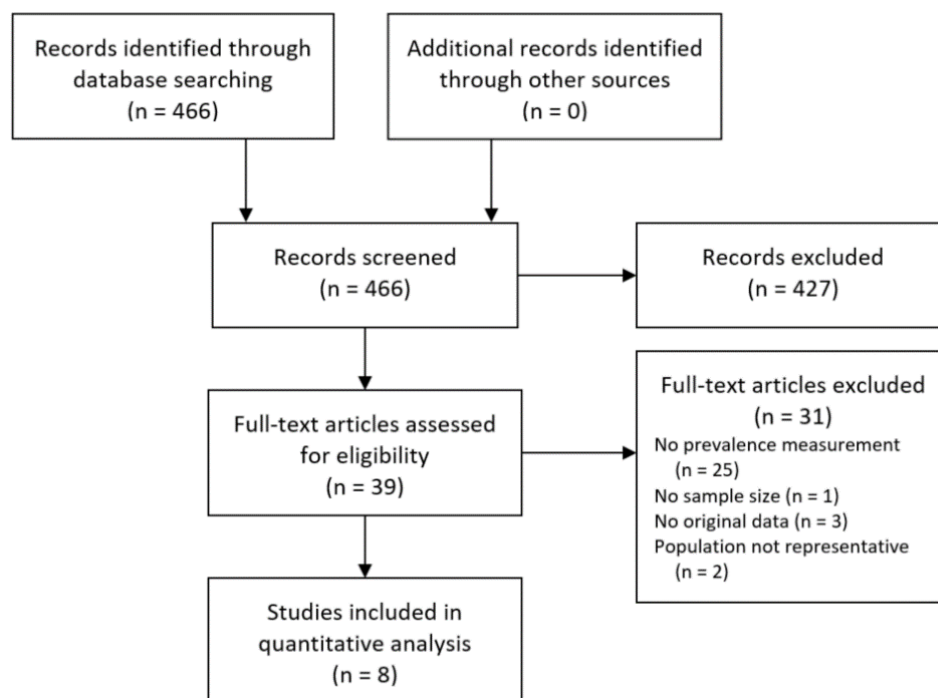 Records identified through
database searching
(n = 466)
Additional records identified
through other sources
(n = 0)
Records screened
(n = 466)
Records excluded
(n = 427)
Full-text articles assessed
for eligibility
(n = 39)
Full-text articles excluded
(n = 31)
No prevalence measurement
(n = 25)
No sample size (n = 1)
No original data (n = 3)
Population not representative
(n = 2)
Studies included in
quantitative analysis
(n = 8)